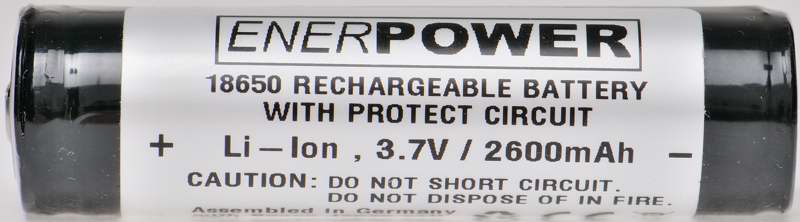 ENERPOWER
18650 RECHARGEABLE BATTERY
WITH PROTECT CIRCUIT
+ Li-Ion , 3.7V / 2600mAh −
CAUTION: DO NOT SHORT CIRCUIT.
DO NOT DISPOSE OF IN FIRE.
Assembled in Germany